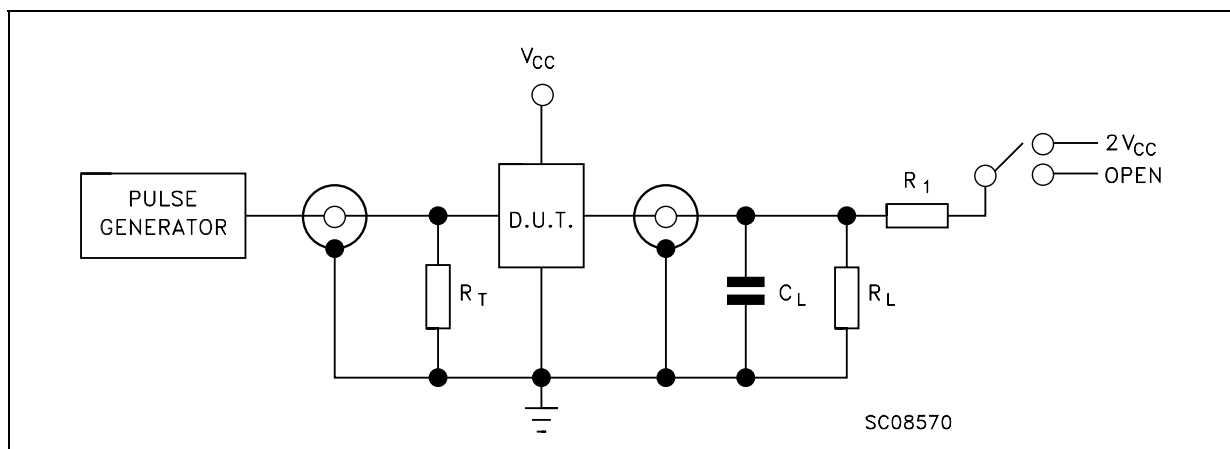 VCC
PULSE
GENERATOR
D.U.T.
RT
CL
RL
R1
2VCC
OPEN
SC08570